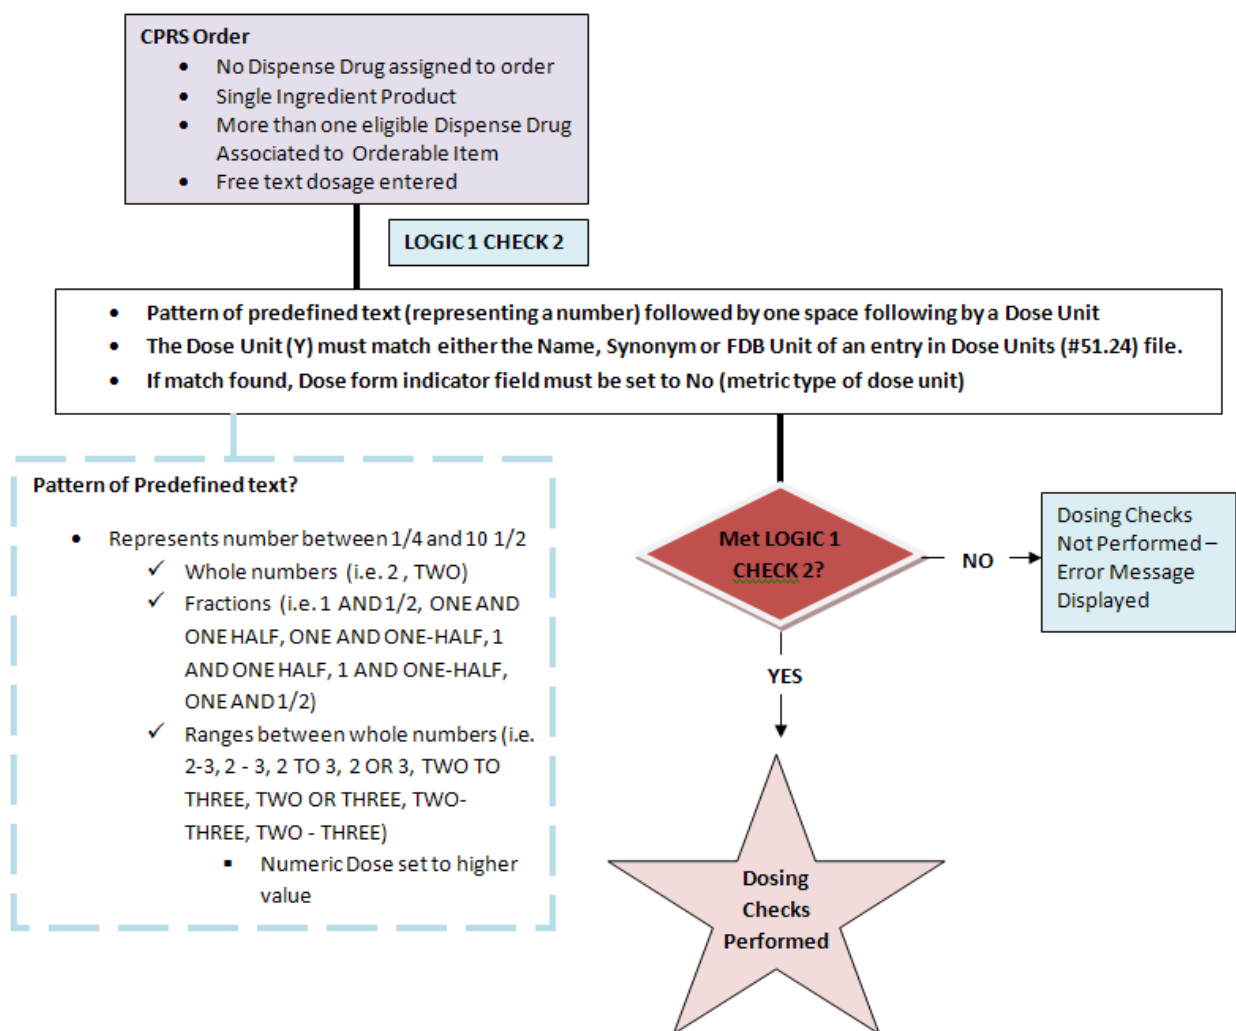 CPRS Order
• No Dispense Drug assigned to order
• Single Ingredient Product
• More than one eligible Dispense Drug
Associated to Orderable Item
• Free text dosage entered
LOGIC 1 CHECK 2
• Pattern of predefined text (representing a number) followed by one space following by a Dose Unit
• The Dose Unit (Y) must match either the Name, Synonym or FDB Unit of an entry in Dose Units (#51.24) file.
• If match found, Dose form indicator field must be set to No (metric type of dose unit)
Pattern of Predefined text?
• Represents number between 1/4 and 10 1/2
✓ Whole numbers (i.e. 2 , TWO)
✓ Fractions (i.e. 1 AND 1/2, ONE AND
ONE HALF, ONE AND ONE-HALF, 1
AND ONE HALF, 1 AND ONE-HALF,
ONE AND 1/2)
✓ Ranges between whole numbers (i.e.
2-3, 2 - 3, 2 TO 3, 2 OR 3, TWO TO
THREE, TWO OR THREE, TWO-
THREE, TWO - THREE)
▪ Numeric Dose set to higher
value
Met LOGIC 1
CHECK 2?
NO
Dosing Checks
Not Performed –
Error Message
Displayed
YES
Dosing
Checks
Performed